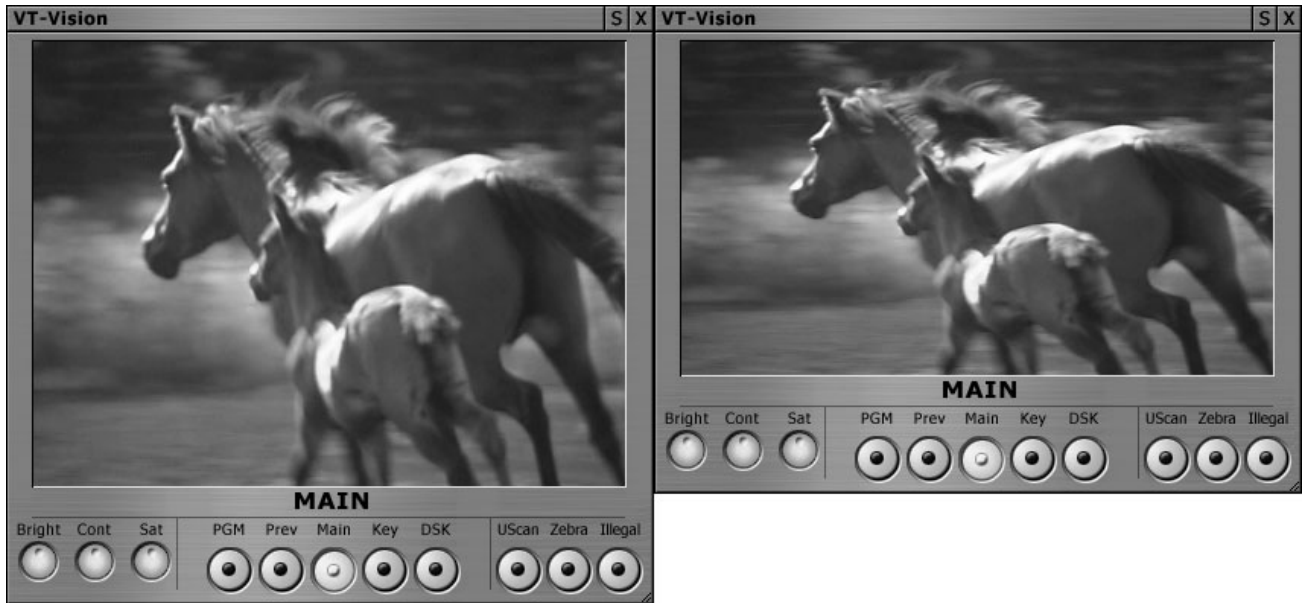 VT-Vision S X
MAIN
Bright Cont Sat PGM Prev Main Key DSK UScan Zebra Illegal
VT-Vision S X
MAIN
Bright Cont Sat PGM Prev Main Key DSK UScan Zebra Illegal